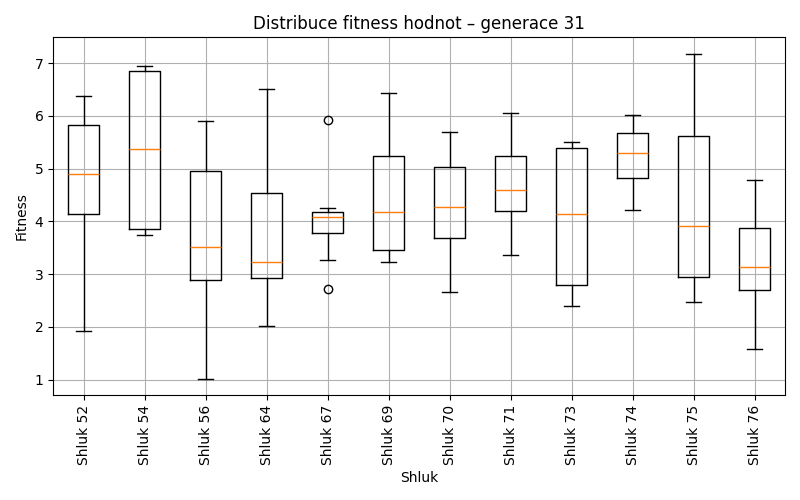 Distribuce fitness hodnot – generace 31
Fitness
7
6
5
4
3
2
1
Shluk 52
Shluk 54
Shluk 56
Shluk 64
Shluk 67
Shluk 69
Shluk 70
Shluk 71
Shluk 73
Shluk 74
Shluk 75
Shluk 76
Shluk